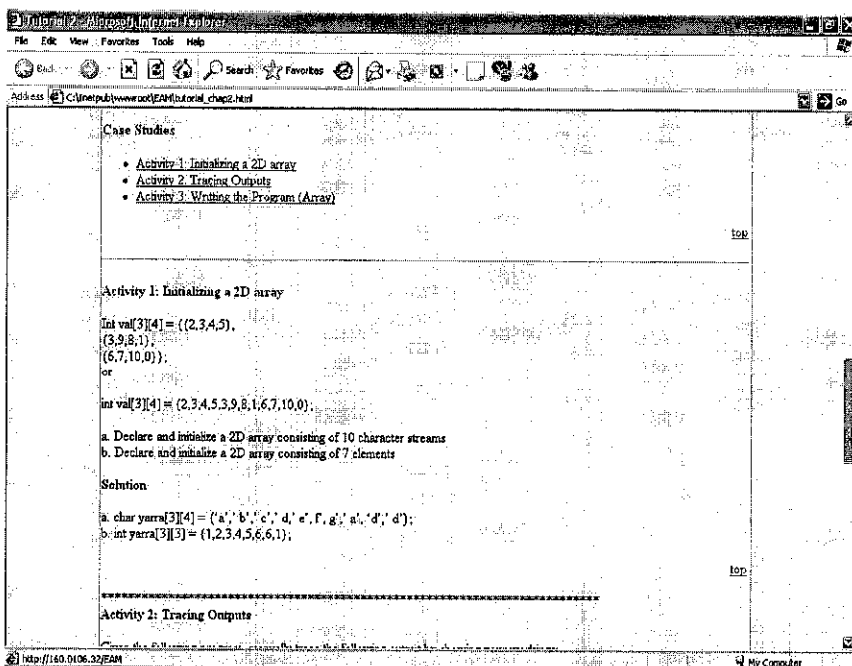 Tutorial 2 - Microsoft Internet Explorer
File Edit View Favorites Tools Help
Back Search Favorites
Address C:\Inetpub\wwwroot\EAM\tutorial_chap2.html Go
Case Studies
• Activity 1: Initializing a 2D array
• Activity 2: Tracing Outputs
• Activity 3: Writting the Program (Array)
top
Activity 1: Initializing a 2D array
Int val[3][4] = {{2,3,4,5},
{3,9,8,1},
{6,7,10,0}};
or
int val[3][4] = {2,3,4,5,3,9,8,1,6,7,10,0};
a. Declare and initialize a 2D array consisting of 10 character streams
b. Declare and initialize a 2D array consisting of 7 elements
Solution
a. char yarra[3][4] = {'a',' b',' c',' d,' e', f', g',' a', 'd',' d'};
b. int yarra[3][3] = {1,2,3,4,5,6,6,1};
top
************************************************************
Activity 2: Tracing Outputs
http://160.0106.32/EAM My Computer